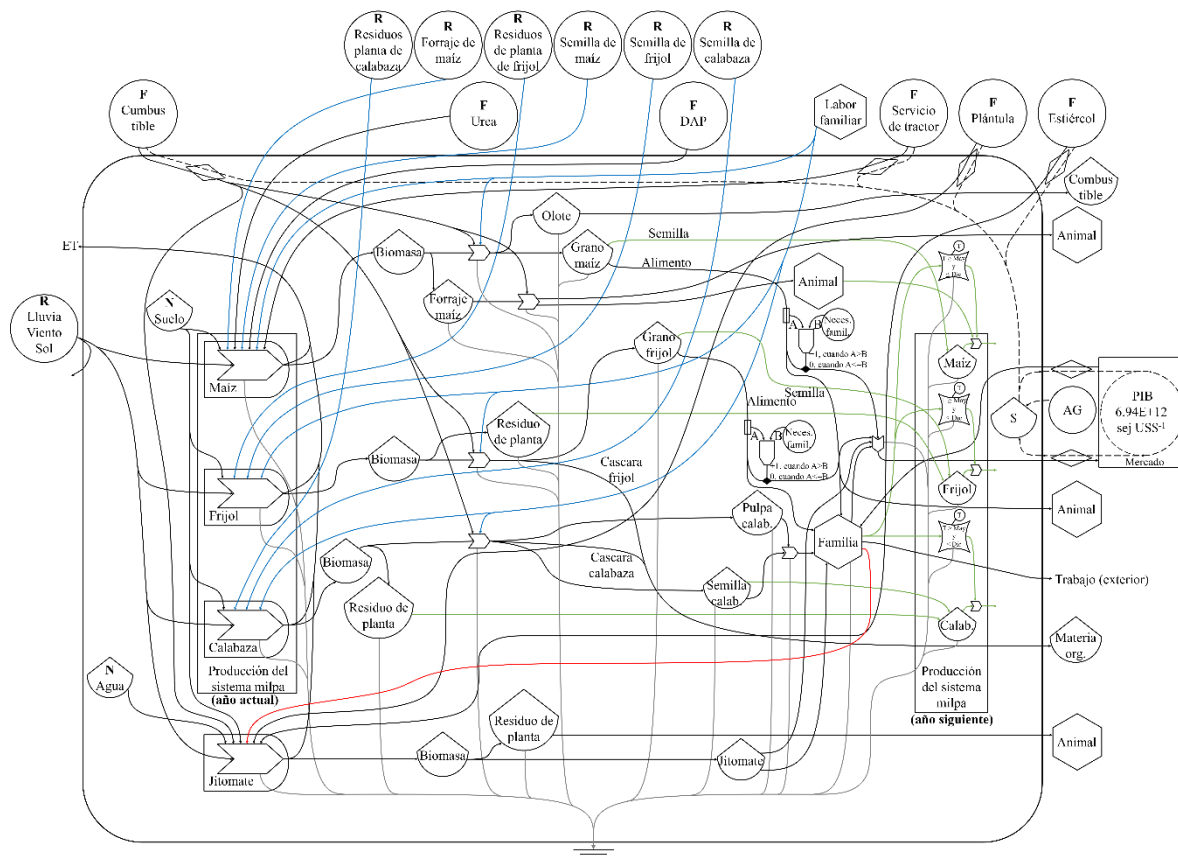 R
Residuos
planta de
calabaza
R
Forraje de
maíz
R
Residuos
de planta
de frijol
R
Semilla de
maíz
R
Semilla
de frijol
R
Semilla de
calabaza
F
Cumbus
tible
F
Urea
F
DAP
Labor
familiar
F
Servicio
de tractor
F
Plántula
F
Estiércol
Combus
tible
Olote
Semilla
ET
Biomasa
Grano
maíz
Alimento
Animal
T
Animal
R
Lluvia
Viento
Sol
N
Suelo
Forraje
maíz
A
B
Neces.
famil.
=1, cuando A>B
0, cuando A<=B
Grano
frijol
Maíz
Maíz
T
Semilla
Alimento
S
AG
PIB
6.94E+12
sej USS-1
Mercado
Residuo
de planta
A
B
Neces.
famil.
=1, cuando A>B
0, cuando A<=B
Biomasa
Cascara
frijol
Frijol
Frijol
T
Animal
Pulpa
calab.
Familia
Biomasa
Cascara
calabaza
Semilla
calab.
Trabajo (exterior)
Residuo de
planta
Calab.
Calabaza
Materia
org.
N
Agua
Producción del
sistema milpa
(año actual)
Producción
del sistema
milpa
(año siguiente)
Residuo de
planta
Biomasa
Jitomate
Animal
Jitomate